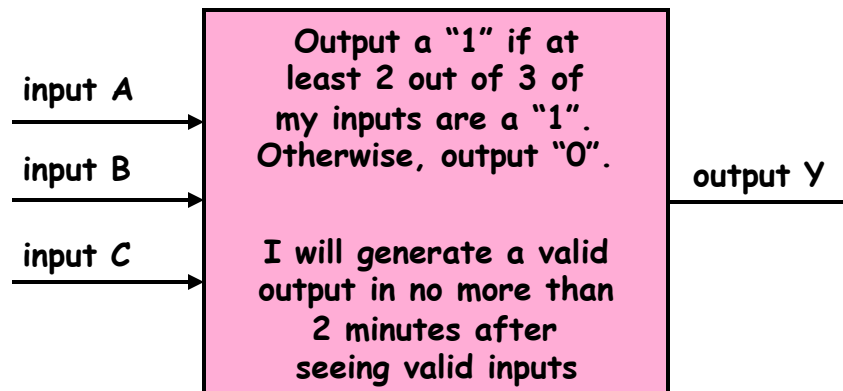 input A
input B
input C
Output a “1” if at
least 2 out of 3 of
my inputs are a “1”.
Otherwise, output “0”.
I will generate a valid
output in no more than
2 minutes after
seeing valid inputs
output Y